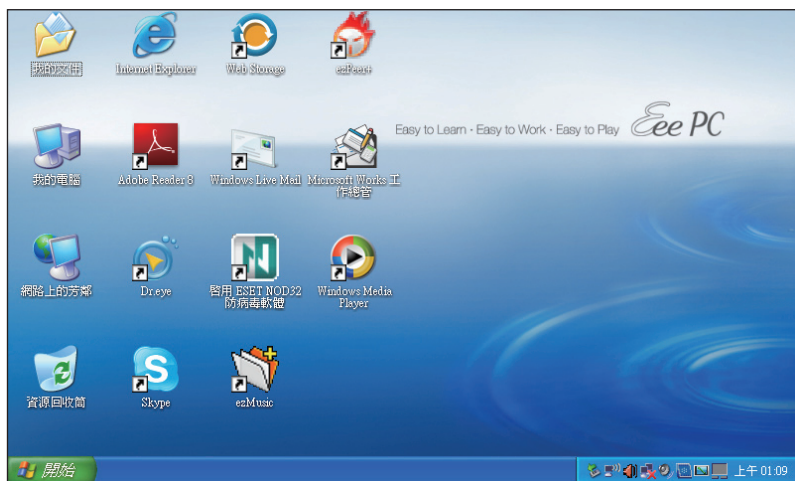 我的文件
Internet Explorer
Web Storage
ezPeer+
Easy to Learn · Easy to Work · Easy to Play
Eee PC
我的電腦
Adobe Reader 8
Windows Live Mail
Microsoft Works 工
作總管
網路上的芳鄰
Dr.eye
啓用 ESET NOD32
防病毒軟體
Windows Media
Player
資源回收筒
Skype
ezMusic
開始
上午 01:09